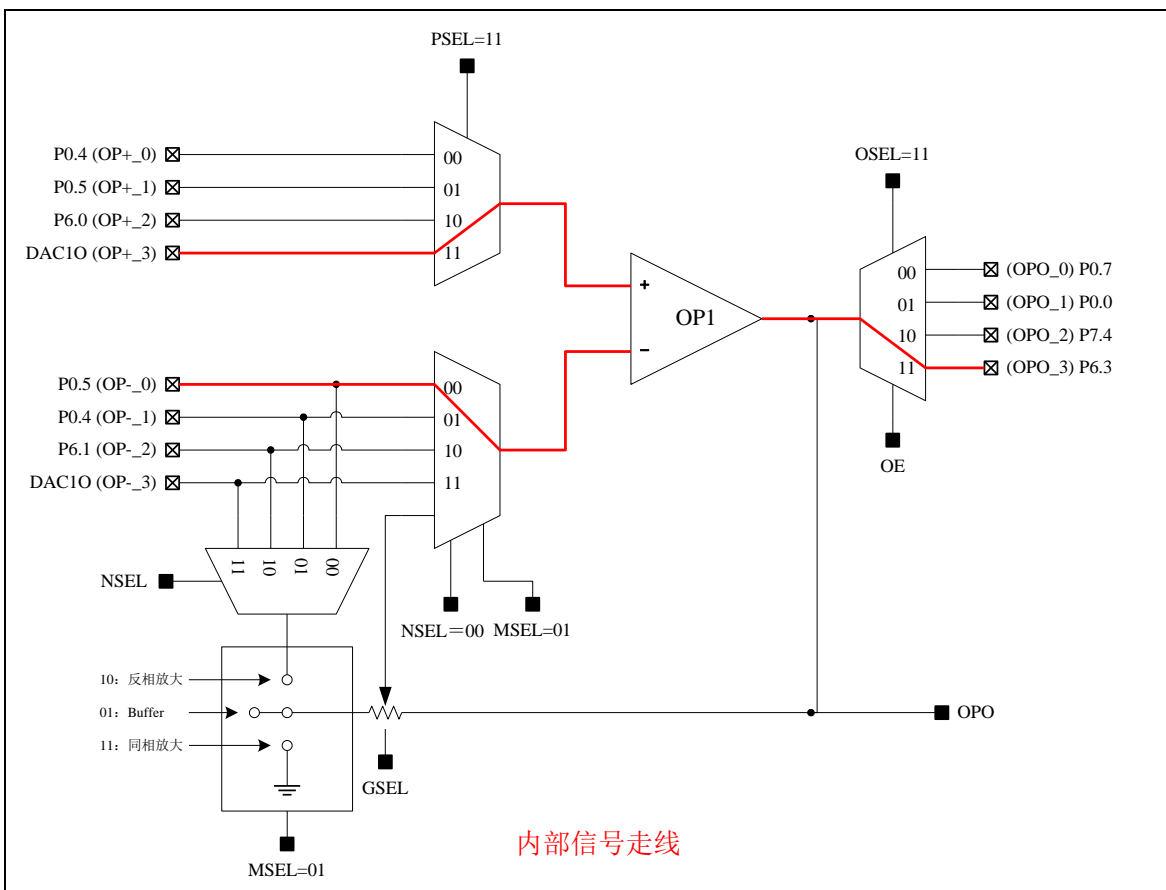 PSEL=11
P0.4 (OP+_0)
P0.5 (OP+_1)
P6.0 (OP+_2)
DAC1O (OP+_3)
00
01
10
11
OSEL=11
00
01
10
11
(OPO_0) P0.7
(OPO_1) P0.0
(OPO_2) P7.4
(OPO_3) P6.3
OE
+
OP1
−
P0.5 (OP-_0)
P0.4 (OP-_1)
P6.1 (OP-_2)
DAC1O (OP-_3)
00
01
10
11
11
10
01
00
NSEL
NSEL=00
MSEL=01
10: 反相放大
01: Buffer
11: 同相放大
GSEL
OPO
MSEL=01
内部信号走线